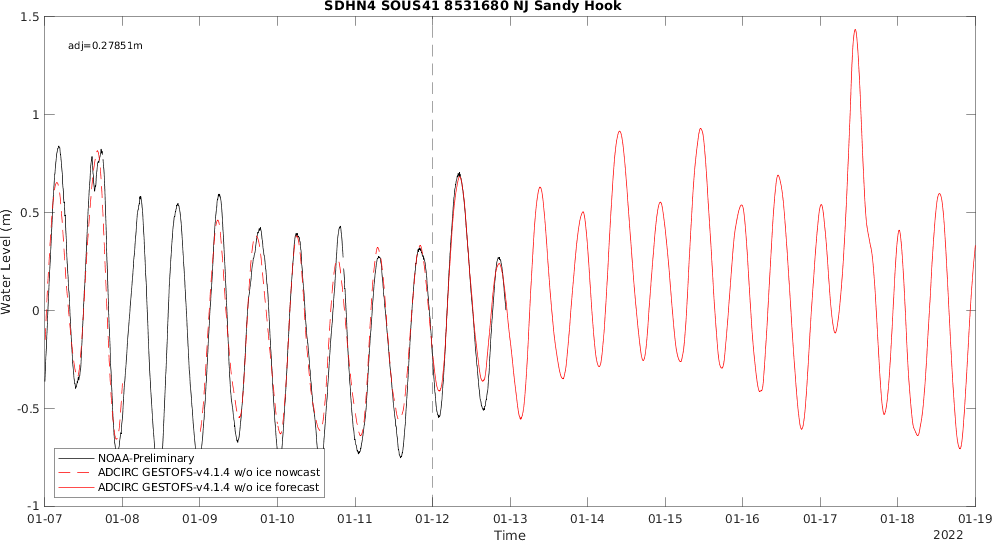 SDHN4 SOUS41 8531680 NJ Sandy Hook
adj=0.27851m
1.5
1
0.5
0
-0.5
-1
Water Level (m)
NOAA-Preliminary
ADCIRC GESTOFS-v4.1.4 w/o ice nowcast
ADCIRC GESTOFS-v4.1.4 w/o ice forecast
01-07 01-08 01-09 01-10 01-11 01-12 01-13 01-14 01-15 01-16 01-17 01-18 01-19
Time
2022